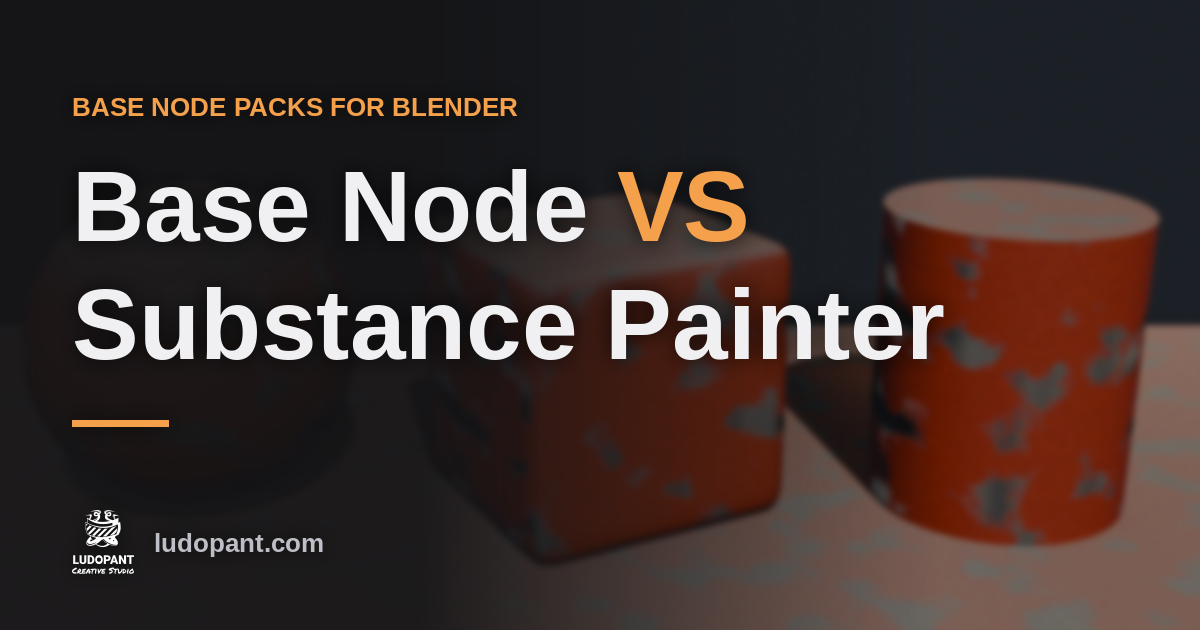 BASE NODE PACKS FOR BLENDER
Base Node VS
Substance Painter
LUDOPANT
Creative Studio
ludopant.com